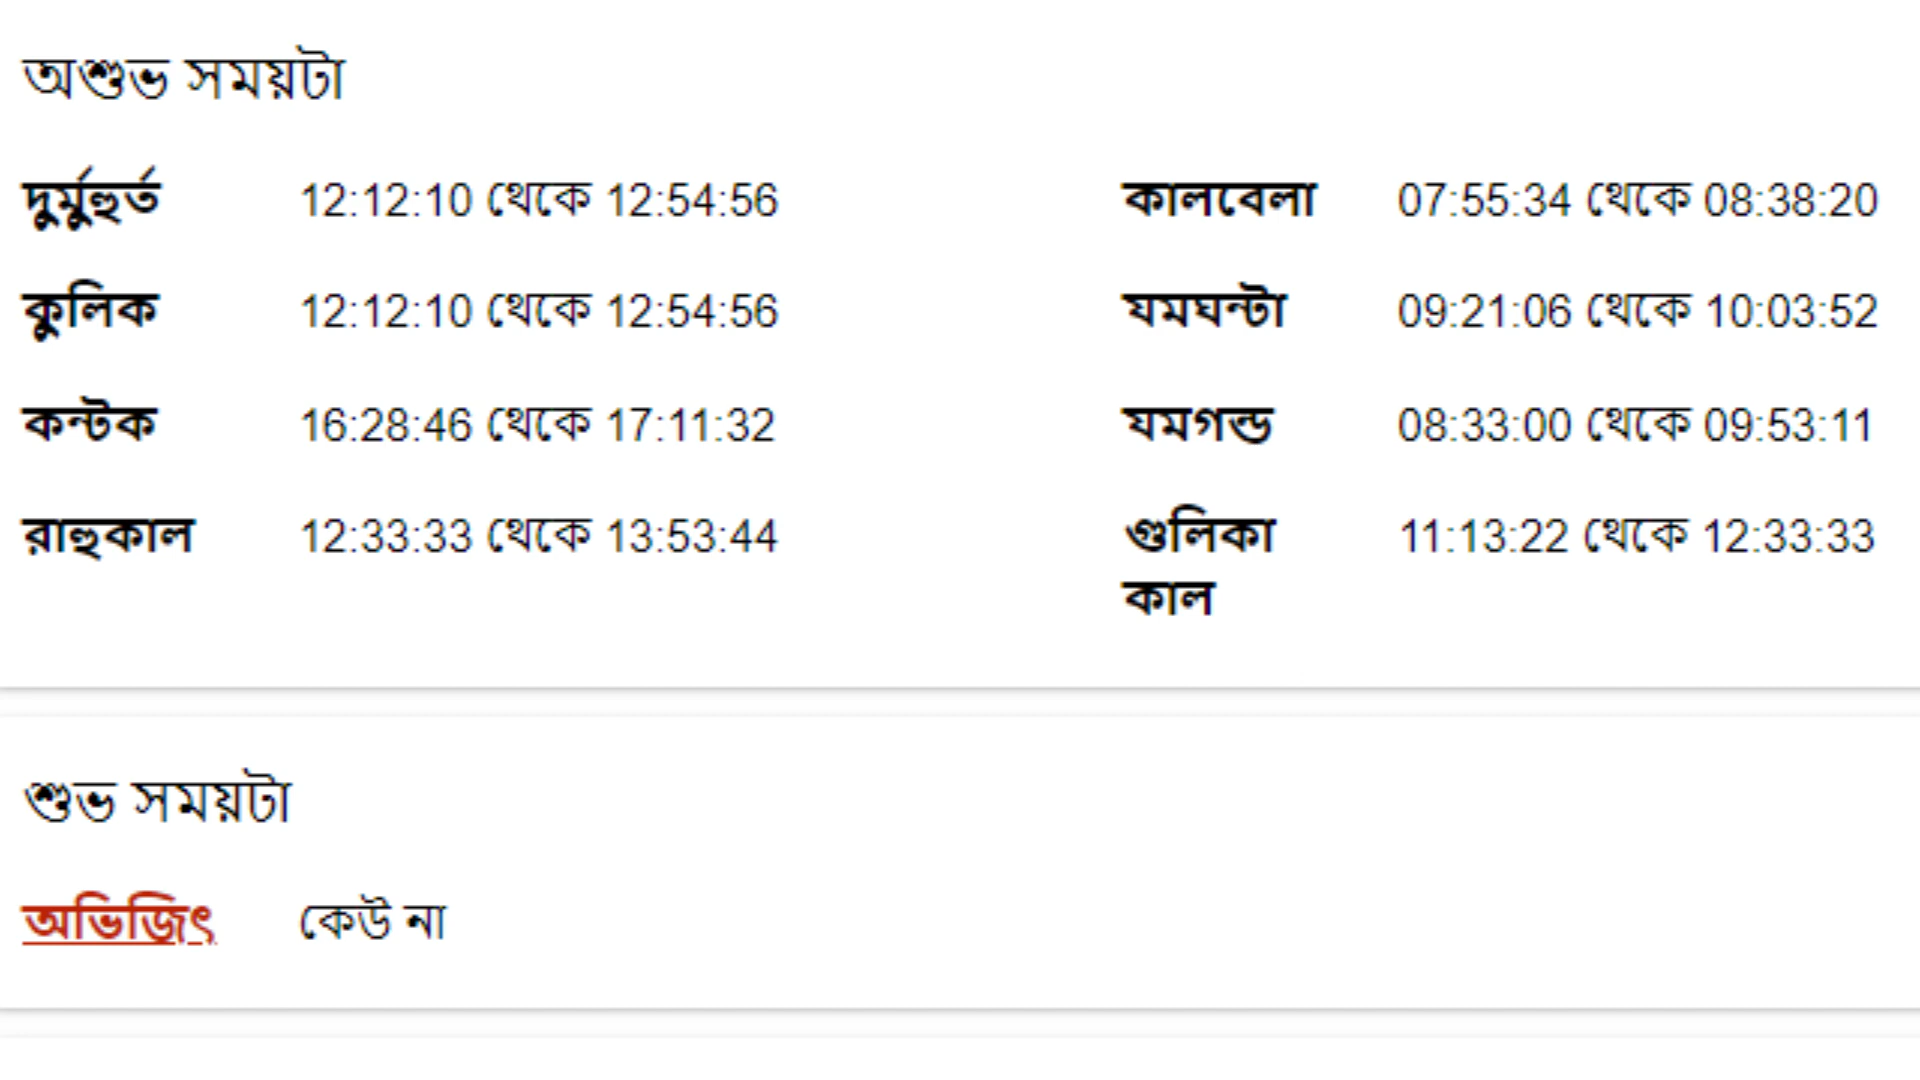 অশুভ সময়টা
দুর্মুহুর্ত 12:12:10 থেকে 12:54:56 কালবেলা 07:55:34 থেকে 08:38:20
কুলিক 12:12:10 থেকে 12:54:56 যমঘন্টা 09:21:06 থেকে 10:03:52
কন্টক 16:28:46 থেকে 17:11:32 যমগন্ড 08:33:00 থেকে 09:53:11
রাহুকাল 12:33:33 থেকে 13:53:44 গুলিকা 11:13:22 থেকে 12:33:33
কাল
শুভ সময়টা
অভিজিৎ কেউ না